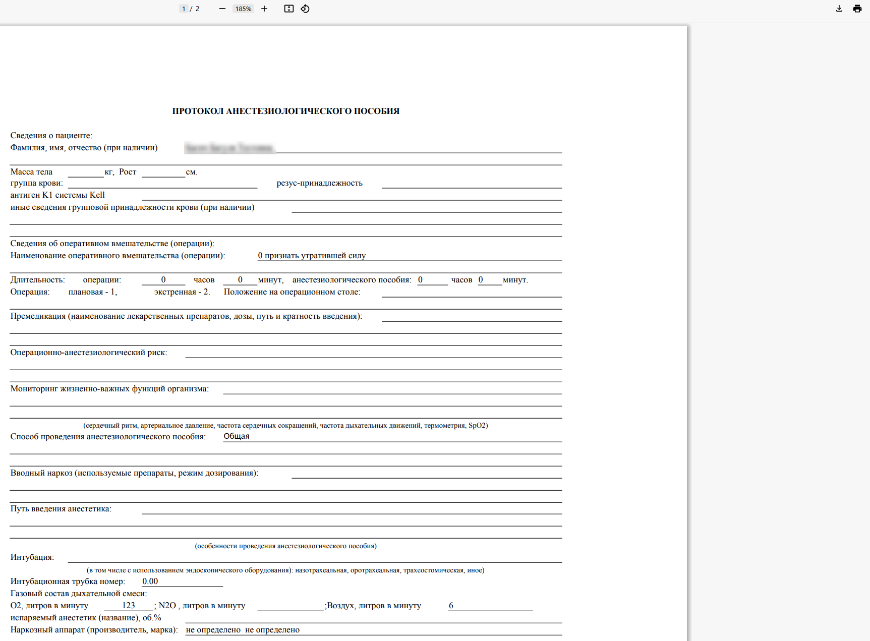 1 / 2 185%
ПРОТОКОЛ АНЕСТЕЗИОЛОГИЧЕСКОГО ПОСОБИЯ
Сведения о пациенте:
Фамилия, имя, отчество (при наличии)
Масса тела кг, Рост см.
группа крови: резус-принадлежность
антиген K1 системы Kell
иные сведения групповой принадлежности крови (при наличии)
Сведения об оперативном вмешательстве (операции):
Наименование оперативного вмешательства (операции): 0 признать утратившей силу
Длительность: операции: 0 часов 0 минут, анестезиологического пособия: 0 часов 0 минут.
Операция: плановая - 1, экстренная - 2. Положение на операционном столе:
Премедикация (наименование лекарственных препаратов, дозы, путь и кратность введения):
Операционно-анестезиологический риск:
Мониторинг жизненно-важных функций организма:
(сердечный ритм, артериальное давление, частота сердечных сокращений, частота дыхательных движений, термометрия, SpO2)
Способ проведения анестезиологического пособия: Общая
Вводный наркоз (используемые препараты, режим дозирования):
Путь введения анестетика:
(особенности проведения анестезиологического пособия)
Интубация:
(в том числе с использованием эндоскопического оборудования): назотрахеальная, оротрахеальная, трахеостомическая, иное)
Интубационная трубка номер: 0.00
Газовый состав дыхательной смеси:
O2, литров в минуту 123 ; N2O , литров в минуту ;Воздух, литров в минуту 6
испаряемый анестетик (название), об.%
Наркозный аппарат (производитель, марка): не определено не определено